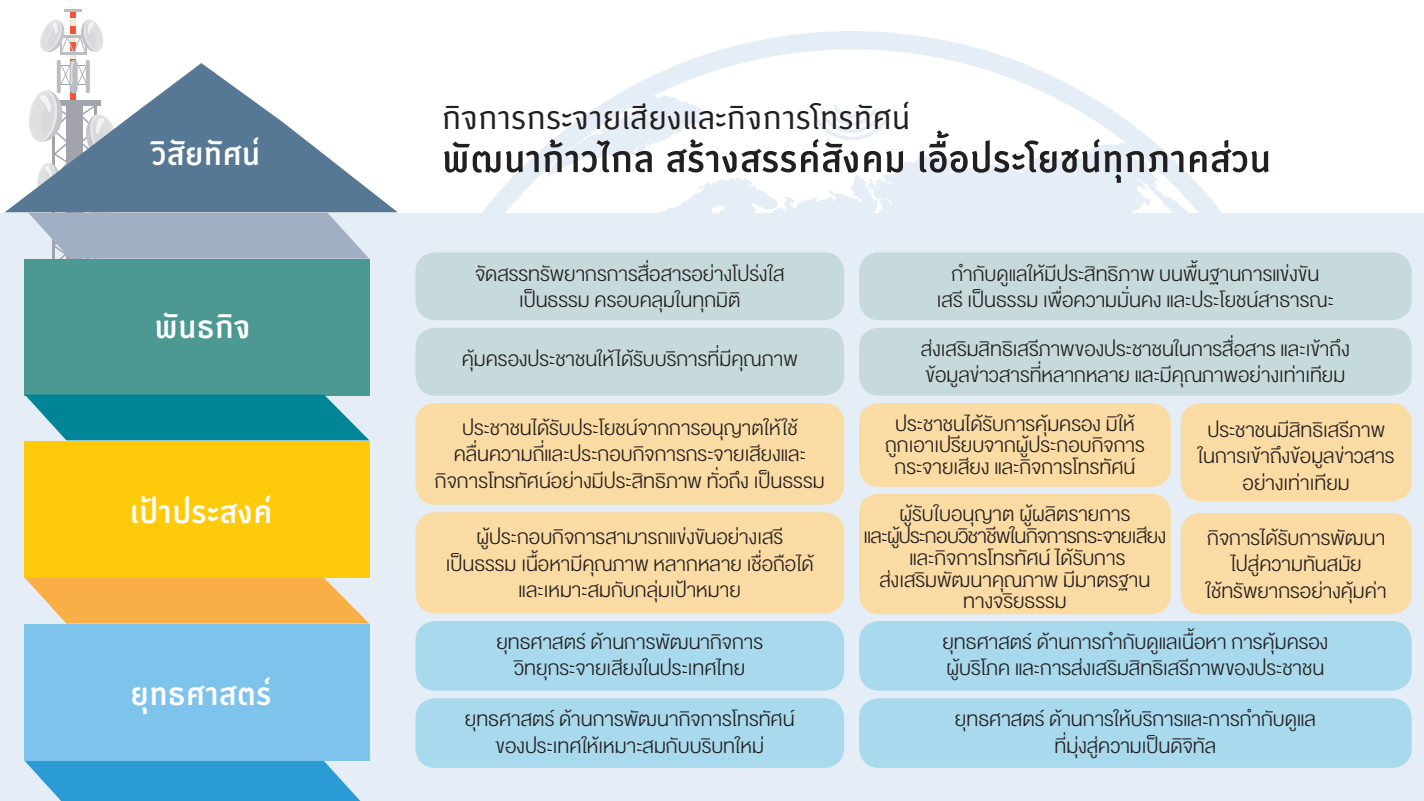 วิสัยทัศน์
กิจการกระจายเสียงและกิจการโทรทัศน์
พัฒนาก้าวไกล สร้างสรรค์สังคม เอื้อประโยชน์ทุกภาคส่วน
พันธกิจ
จัดสรรทรัพยากรการสื่อสารอย่างโปร่งใส
เป็นธรรม ครอบคลุมในทุกมิติ
กำกับดูแลให้มีประสิทธิภาพ บนพื้นฐานการแข่งขัน
เสรี เป็นธรรม เพื่อความมั่นคง และประโยชน์สาธารณะ
คุ้มครองประชาชนให้ได้รับบริการที่มีคุณภาพ
ส่งเสริมสิทธิเสรีภาพของประชาชนในการสื่อสาร และเข้าถึง
ข้อมูลข่าวสารที่หลากหลาย และมีคุณภาพอย่างเท่าเทียม
เป้าประสงค์
ประชาชนได้รับประโยชน์จากการอนุญาตให้ใช้
คลื่นความถี่และประกอบกิจการกระจายเสียงและ
กิจการโทรทัศน์อย่างมีประสิทธิภาพ ทั่วถึง เป็นธรรม
ประชาชนได้รับการคุ้มครอง มิให้
ถูกเอาเปรียบจากผู้ประกอบกิจการ
กระจายเสียง และกิจการโทรทัศน์
ประชาชนมีสิทธิเสรีภาพ
ในการเข้าถึงข้อมูลข่าวสาร
อย่างเท่าเทียม
ผู้ประกอบกิจการสามารถแข่งขันอย่างเสรี
เป็นธรรม เนื้อหามีคุณภาพ หลากหลาย เชื่อถือได้
และเหมาะสมกับกลุ่มเป้าหมาย
ผู้รับใบอนุญาต ผู้ผลิตรายการ
และผู้ประกอบวิชาชีพในกิจการกระจายเสียง
และกิจการโทรทัศน์ ได้รับการ
ส่งเสริมพัฒนาคุณภาพ มีมาตรฐาน
ทางจริยธรรม
กิจการได้รับการพัฒนา
ไปสู่ความทันสมัย
ใช้ทรัพยากรอย่างคุ้มค่า
ยุทธศาสตร์
ยุทธศาสตร์ ด้านการพัฒนากิจการ
วิทยุกระจายเสียงในประเทศไทย
ยุทธศาสตร์ ด้านการกำกับดูแลเนื้อหา การคุ้มครอง
ผู้บริโภค และการส่งเสริมสิทธิเสรีภาพของประชาชน
ยุทธศาสตร์ ด้านการพัฒนากิจการโทรทัศน์
ของประเทศให้เหมาะสมกับบริบทใหม่
ยุทธศาสตร์ ด้านการให้บริการและการกำกับดูแล
ที่มุ่งสู่ความเป็นดิจิทัล